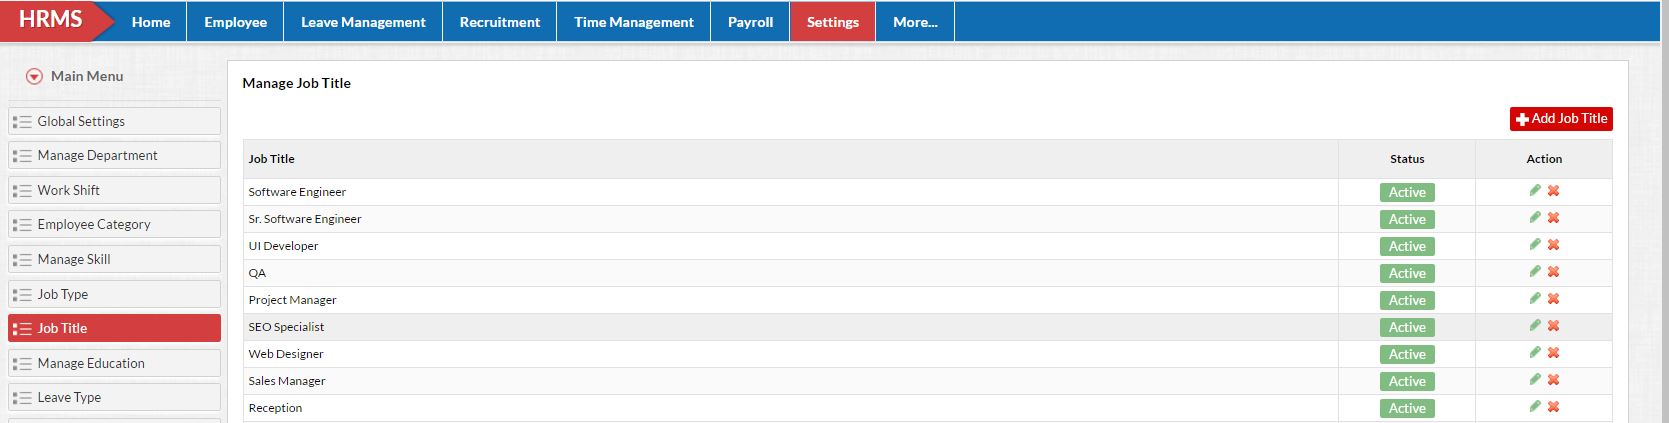 HRMS Home Employee Leave Management Recruitment Time Management Payroll Settings More...
Main Menu
Global Settings
Manage Department
Work Shift
Employee Category
Manage Skill
Job Type
Job Title
Manage Education
Leave Type
Manage Job Title
Add Job Title
Job Title Status Action
Software Engineer Active
Sr. Software Engineer Active
UI Developer Active
QA Active
Project Manager Active
SEO Specialist Active
Web Designer Active
Sales Manager Active
Reception Active